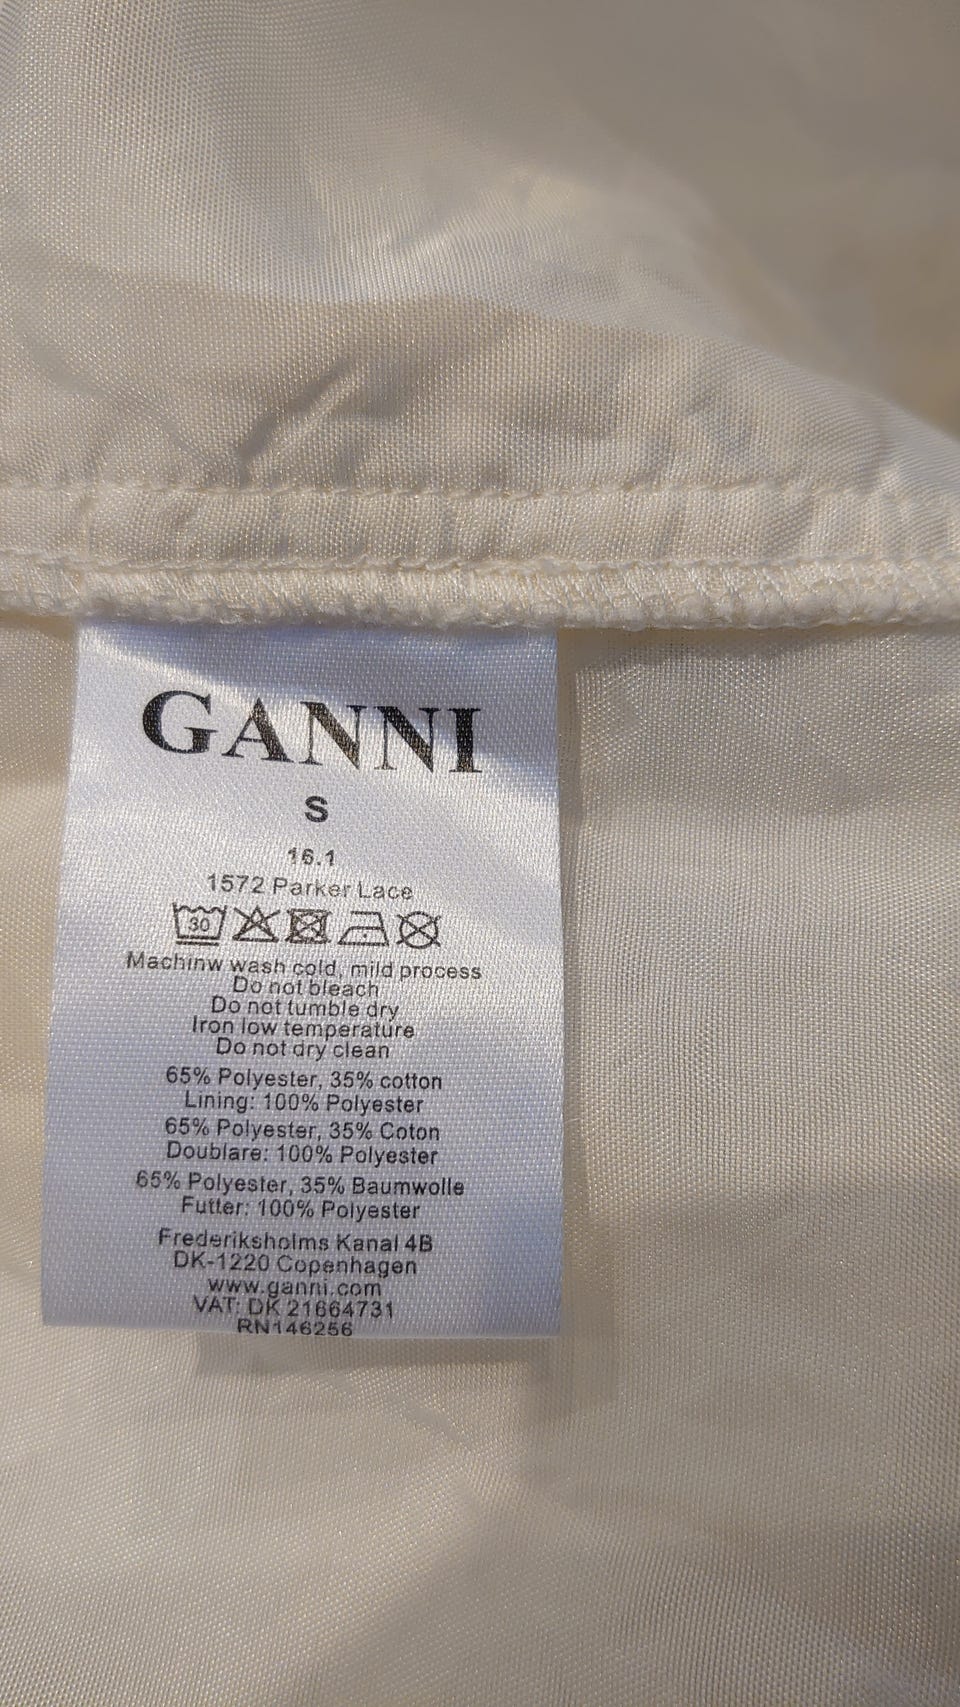 GANNI
S
16.1
1572 Parker Lace
30
Machinw wash cold, mild process
Do not bleach
Do not tumble dry
Iron low temperature
Do not dry clean
65% Polyester, 35% cotton
Lining: 100% Polyester
65% Polyester, 35% Coton
Doublare: 100% Polyester
65% Polyester, 35% Baumwolle
Futter: 100% Polyester
Frederiksholms Kanal 4B
DK-1220 Copenhagen
www.ganni.com
VAT: DK 21664731
RN146256